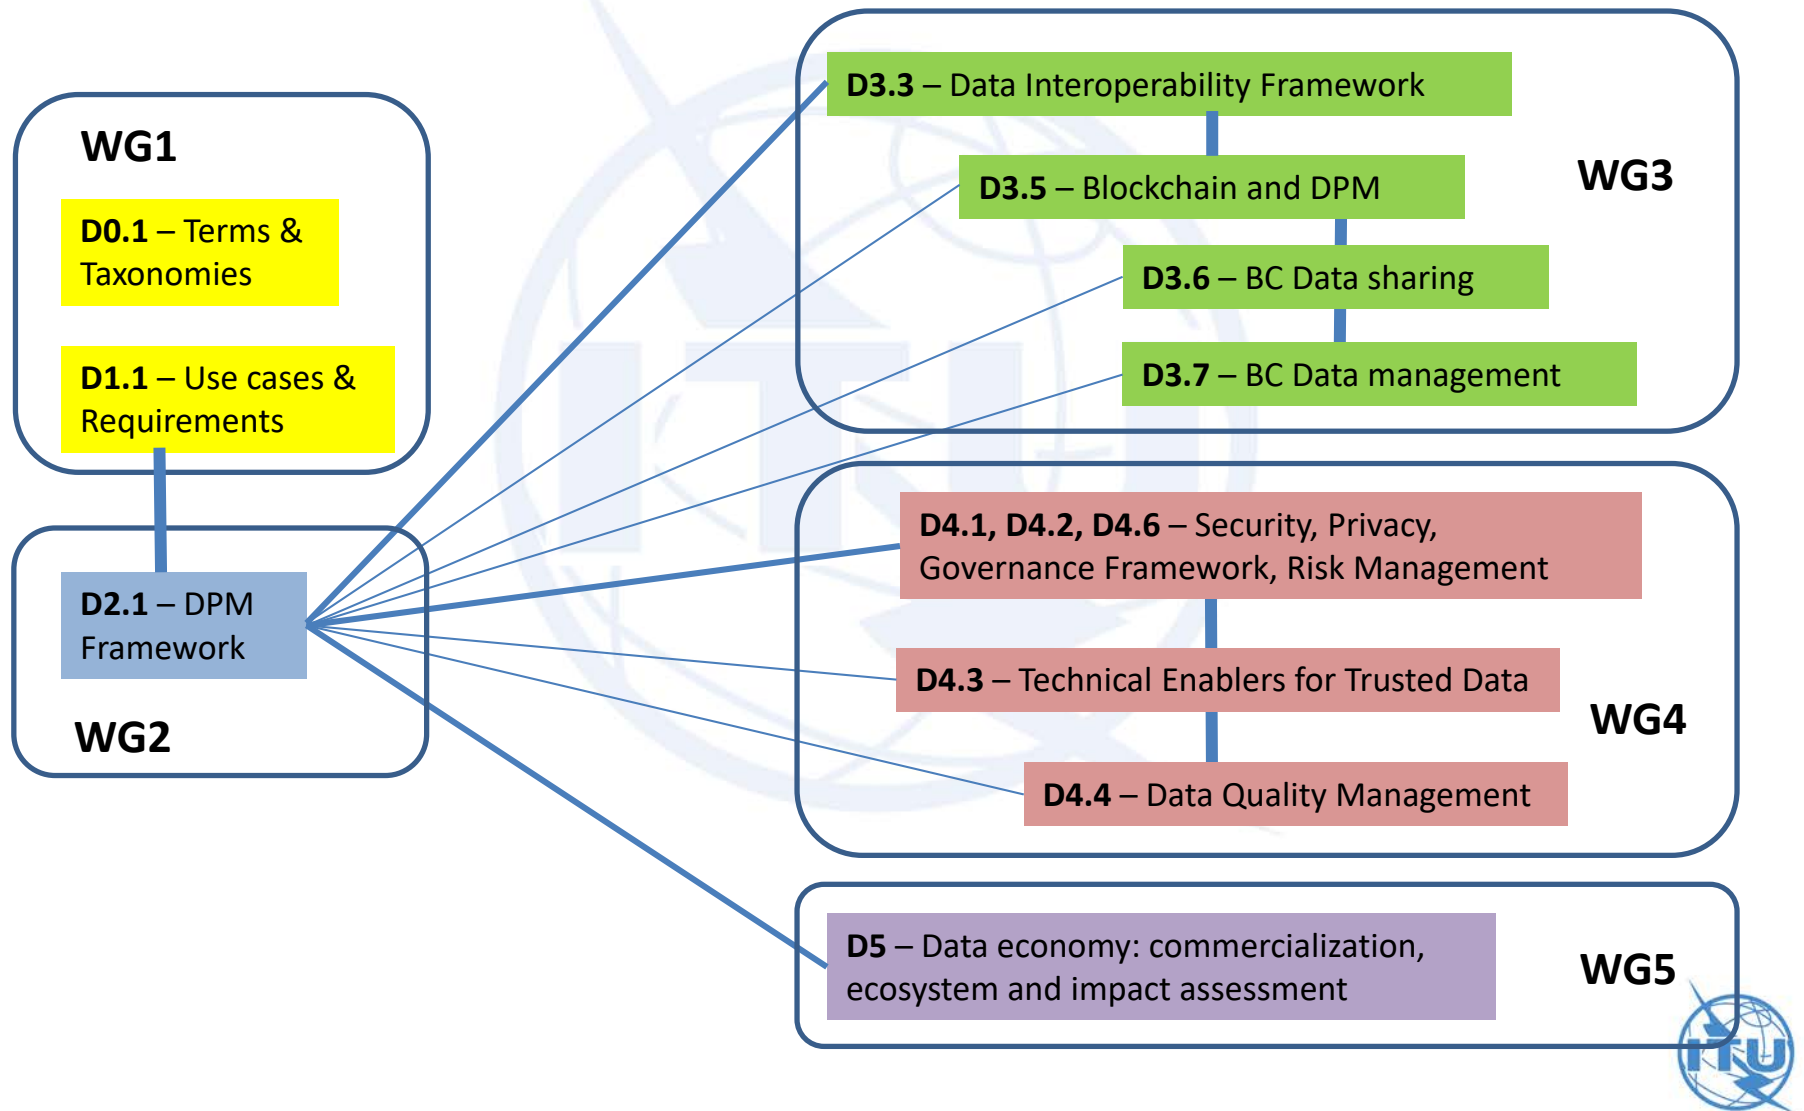 WG1
D0.1 – Terms &
Taxonomies
D1.1 – Use cases &
Requirements
D2.1 – DPM
Framework
WG2
D3.3 – Data Interoperability Framework
D3.5 – Blockchain and DPM
WG3
D3.6 – BC Data sharing
D3.7 – BC Data management
D4.1, D4.2, D4.6 – Security, Privacy,
Governance Framework, Risk Management
D4.3 – Technical Enablers for Trusted Data
WG4
D4.4 – Data Quality Management
D5 – Data economy: commercialization,
ecosystem and impact assessment
WG5
ITU
ITU